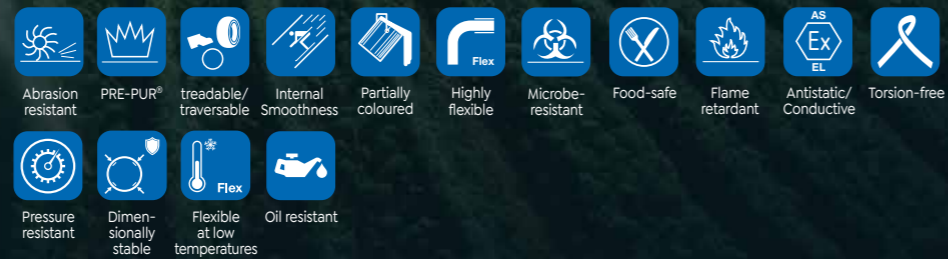 Flex
AS
Ex
EL
Abrasion
resistant
PRE-PUR®
treadable/
traversable
Internal
Smoothness
Partially
coloured
Highly
flexible
Microbe-
resistant
Food-safe
Flame
retardant
Antistatic/
Conductive
Torsion-free
Flex
Pressure
resistant
Dimen-
sionally
stable
Flexible
at low
temperatures
Oil resistant